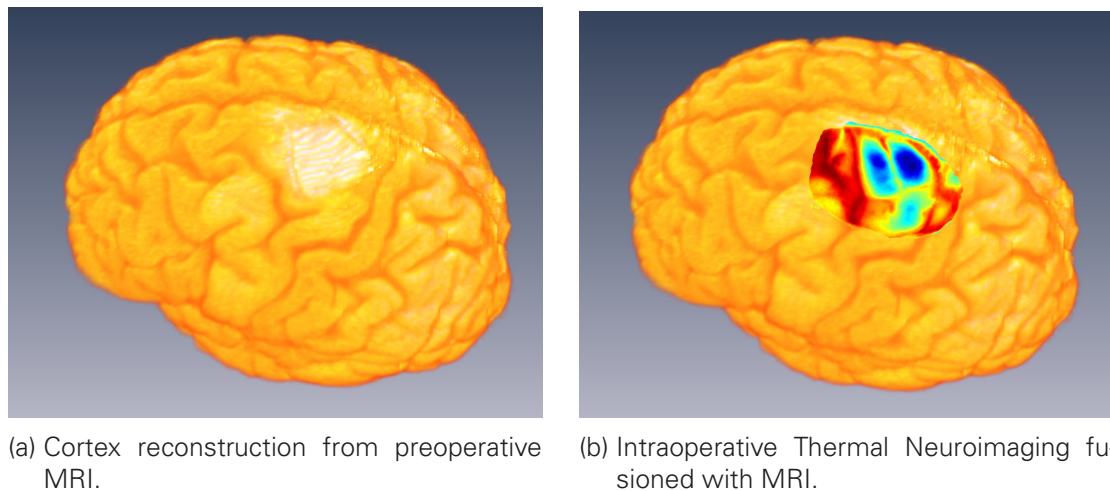 (a) Cortex reconstruction from preoperative
MRI.
(b) Intraoperative Thermal Neuroimaging fu-
sioned with MRI.